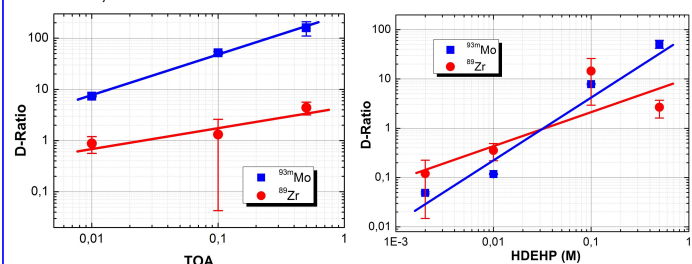 100
10
1
0,1
D-Ratio
0,01
0,1
1
TOA
93mMo
89Zr
100
10
1
0,1
0,01
D-Ratio
1E-3
0,01
0,1
1
HDEHP (M)
93mMo
89Zr